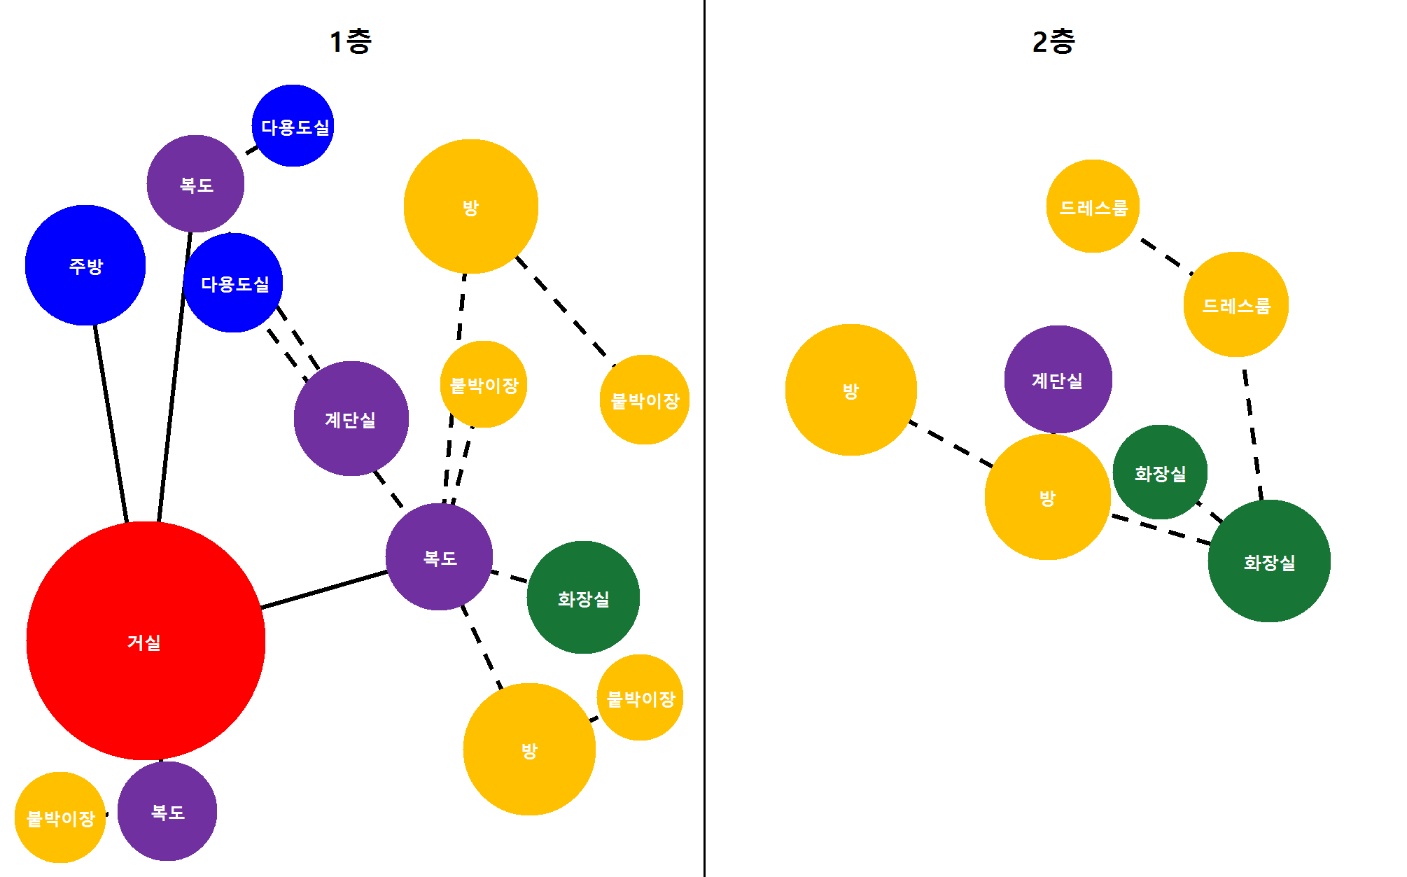 1층
다용도실
복도
방
주방
다용도실
붙박이장
붙박이장
계단실
복도
화장실
거실
붙박이장
방
붙박이장
복도
2층
드레스룸
드레스룸
계단실
방
화장실
방
화장실